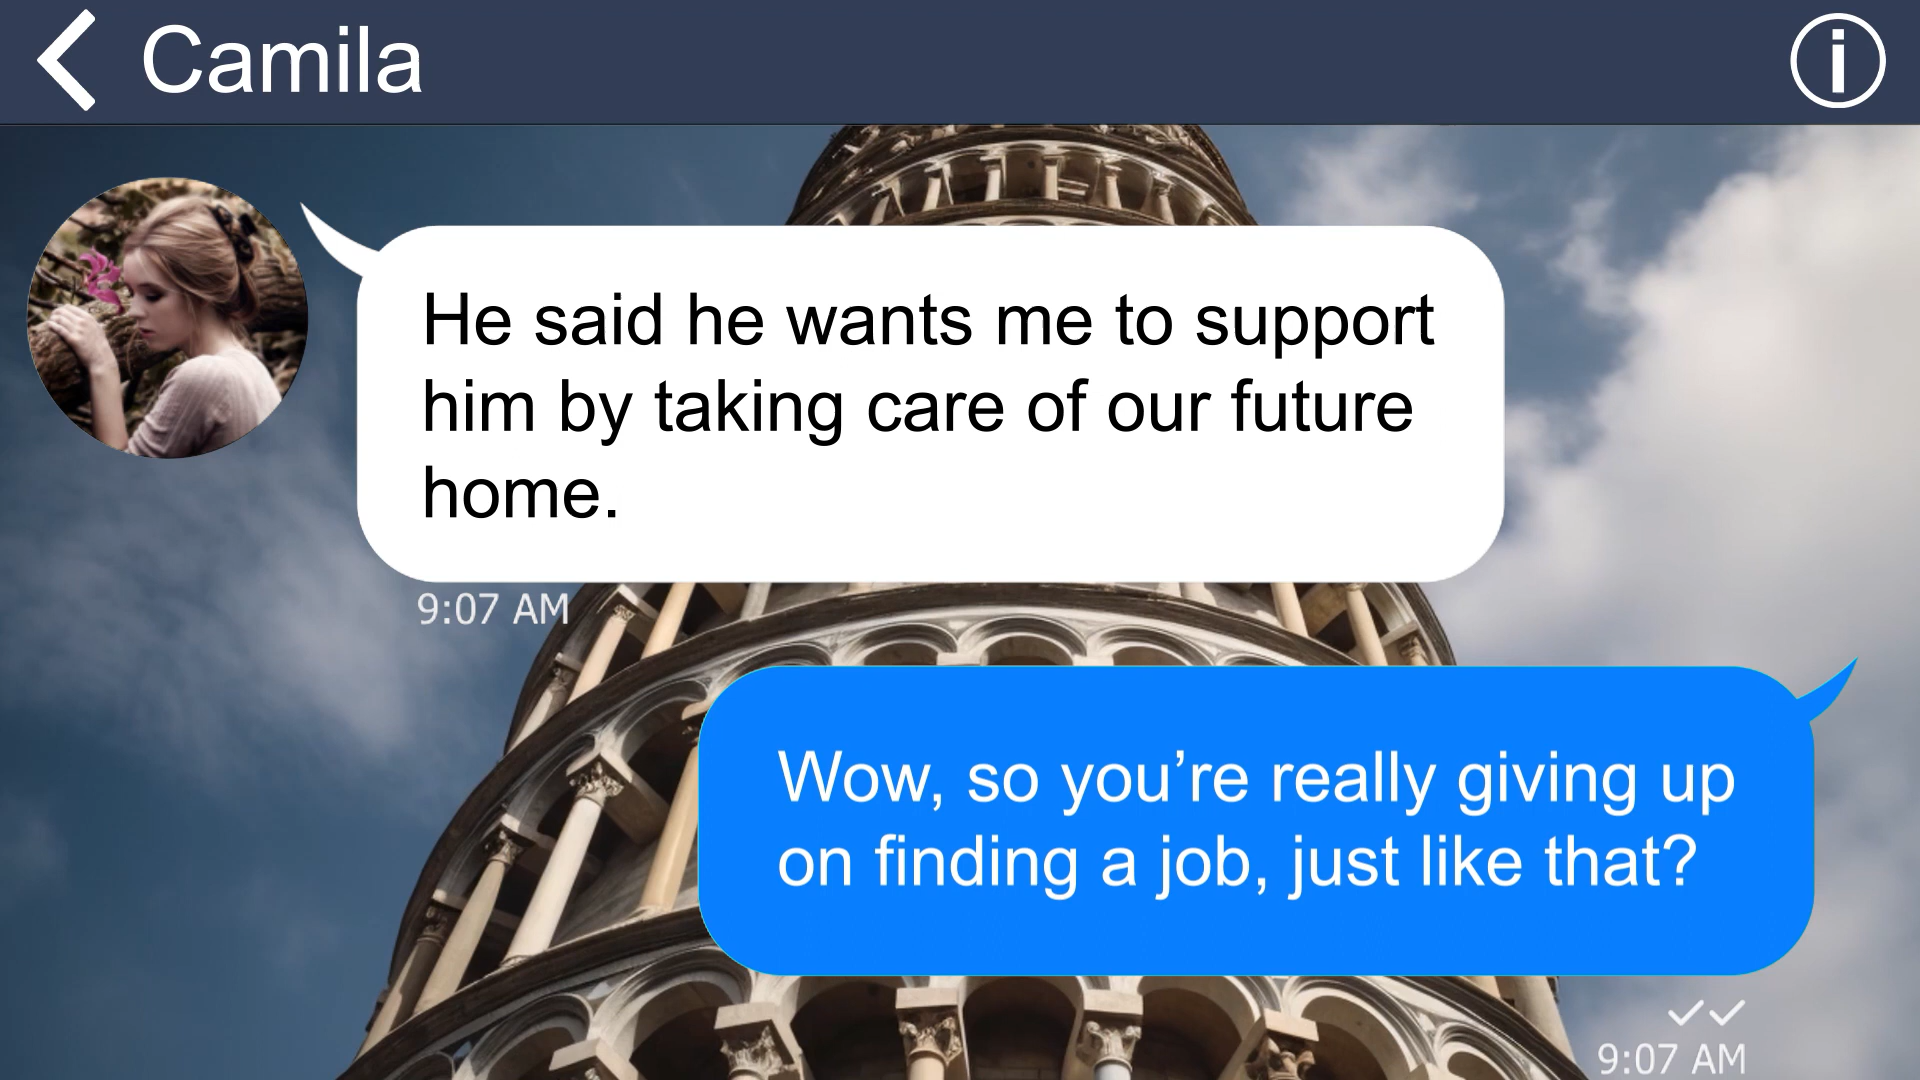 Camila
He said he wants me to support
him by taking care of our future
home.
9:07 AM
Wow, so you’re really giving up
on finding a job, just like that?
9:07 AM